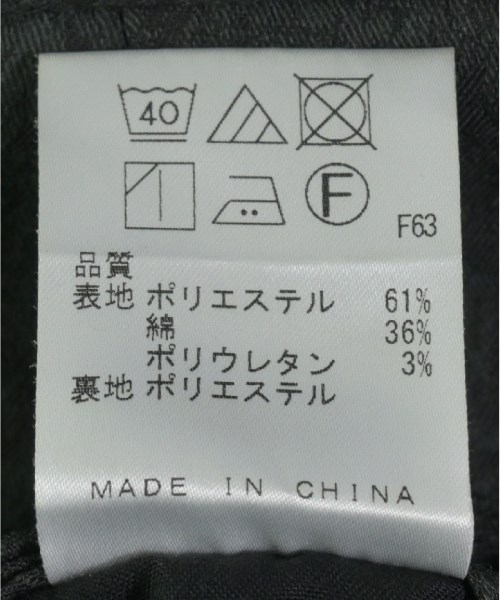 40
F
F63
品質
表地 ポリエステル 61%
綿 36%
ポリウレタン 3%
裏地 ポリエステル
MADE IN CHINA